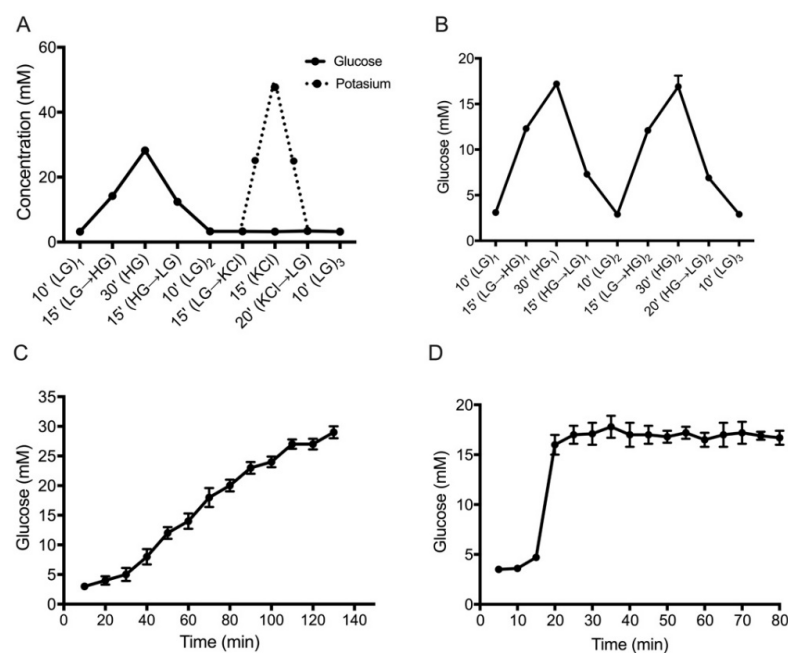 A
Concentration (mM)
60
40
20
0
Glucose
Potasium
10' (LG)₁
15' (LG→HG)
30' (HG)
15' (HG→LG)
10' (LG)₂
15' (LG→KCl)
15' (KCl)
20' (KCl→LG)
10' (LG)₃
B
Glucose (mM)
20
15
10
5
0
10' (LG)₁
15' (LG→HG)₁
30' (HG₁)
15' (HG→LG)₁
10' (LG)₂
15' (LG→HG)₂
30' (HG)₂
20' (HG→LG)₂
10' (LG)₃
C
Glucose (mM)
35
30
25
20
15
10
5
0
0 20 40 60 80 100 120 140
Time (min)
D
Glucose (mM)
20
15
10
5
0
0 10 20 30 40 50 60 70 80
Time (min)